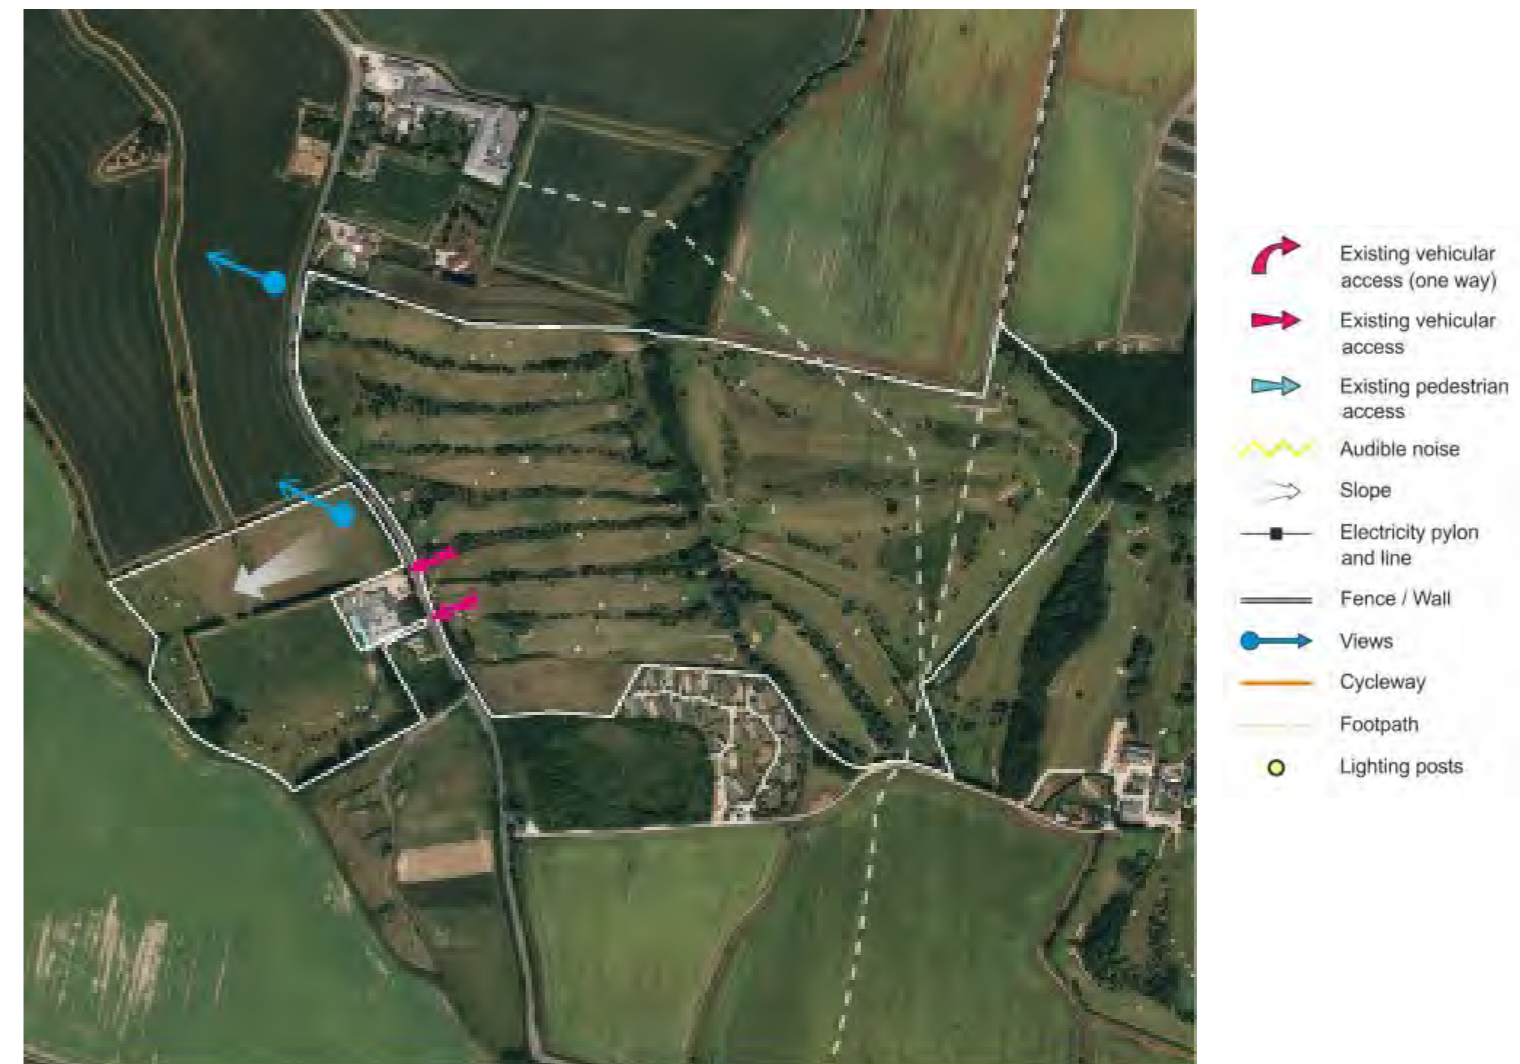 Existing vehicular
access (one way)
Existing vehicular
access
Existing pedestrian
access
Audible noise
Slope
Electricity pylon
and line
Fence / Wall
Views
Cycleway
Footpath
Lighting posts